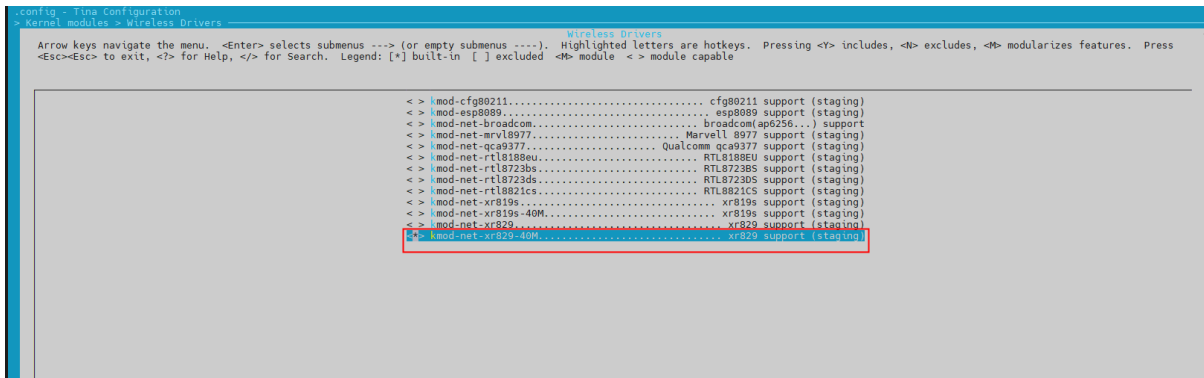 .config - Tina Configuration
> Kernel modules > Wireless Drivers
Wireless Drivers
Arrow keys navigate the menu.  <Enter> selects submenus ---> (or empty submenus ----).  Highlighted letters are hotkeys.  Pressing <Y> includes, <N> excludes, <M> modularizes features.  Press
<Esc><Esc> to exit, <?> for Help, </> for Search.  Legend: [*] built-in  [ ] excluded  <M> module  < > module capable
< > kmod-cfg80211................................. cfg80211 support (staging)
< > kmod-esp8089................................... esp8089 support (staging)
< > kmod-net-broadcom............................ broadcom(ap6256...) support
< > kmod-net-mrvl8977......................... Marvell 8977 support (staging)
< > kmod-net-qca9377...................... Qualcomm qca9377 support (staging)
< > kmod-net-rtl8188eu........................... RTL8188EU support (staging)
< > kmod-net-rtl8723bs........................... RTL8723BS support (staging)
< > kmod-net-rtl8723ds........................... RTL8723DS support (staging)
< > kmod-net-rtl8821cs........................... RTL8821CS support (staging)
< > kmod-net-xr819s................................. xr819s support (staging)
< > kmod-net-xr819s-40M............................. xr819s support (staging)
< > kmod-net-xr829................................... xr829 support (staging)
<*> kmod-net-xr829-40M............................... xr829 support (staging)